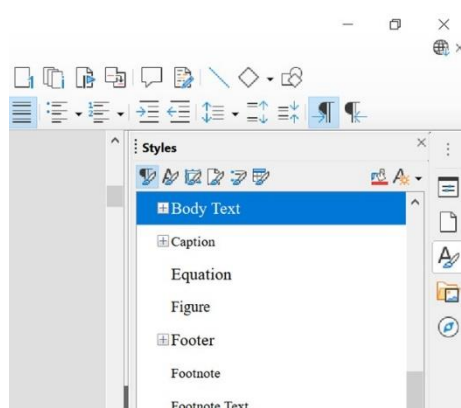 Styles
Body Text
Caption
Equation
Figure
Footer
Footnote
Footnote Text